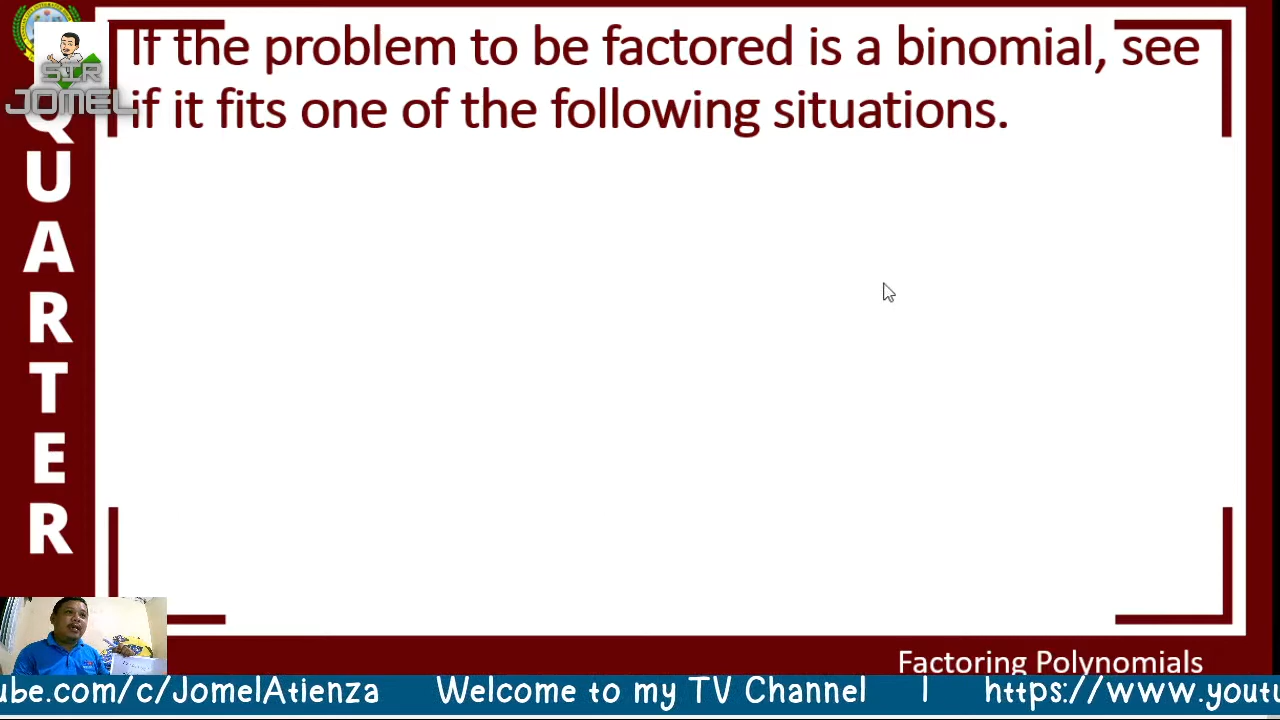 If the problem to be factored is a binomial, see
if it fits one of the following situations.
SIR
JOMEL
QUARTER
Factoring Polynomials
ube.com/c/JomelAtienza Welcome to my TV Channel | https://www.youtu